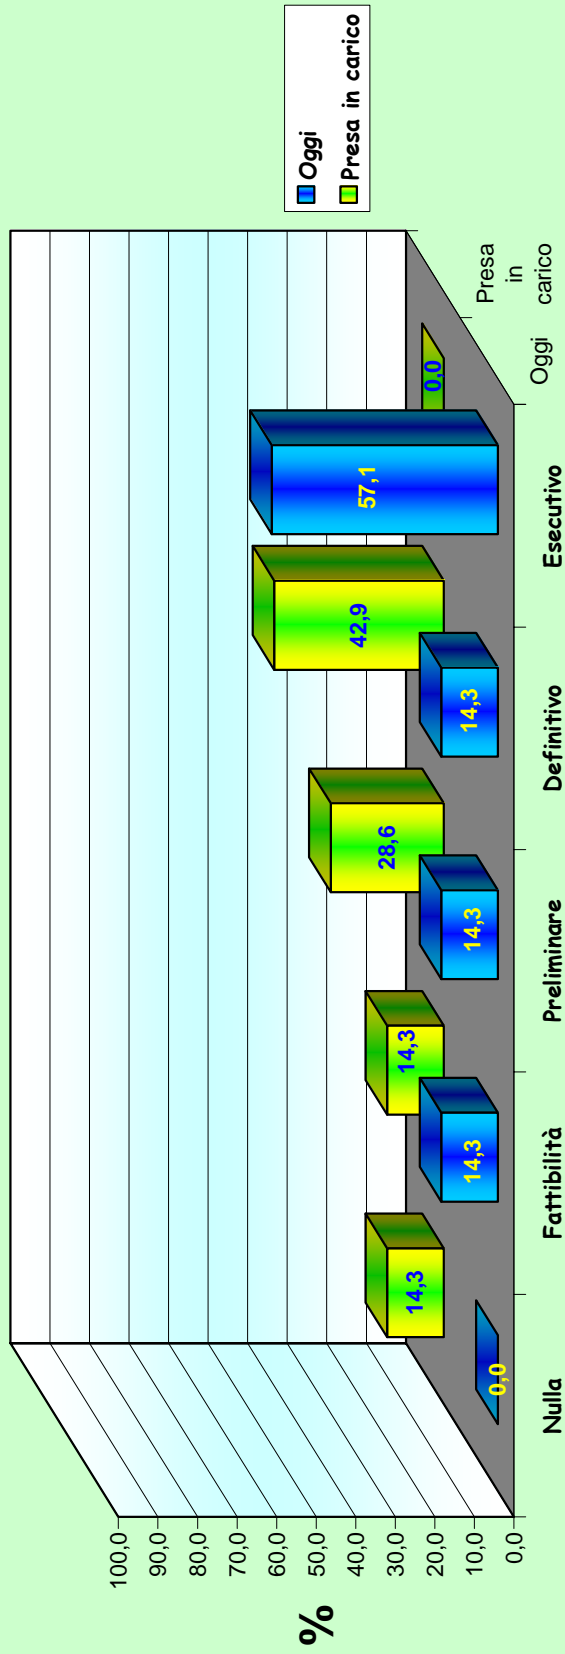 %
100,0
90,0
80,0
70,0
60,0
50,0
40,0
30,0
20,0
10,0
0,0
14,3
14,3
28,6
42,9
0,0
0,0
14,3
14,3
14,3
57,1
Nulla
Fattibilità
Preliminare
Definitivo
Esecutivo
Oggi
Presa
in
carico
Oggi
Presa in carico